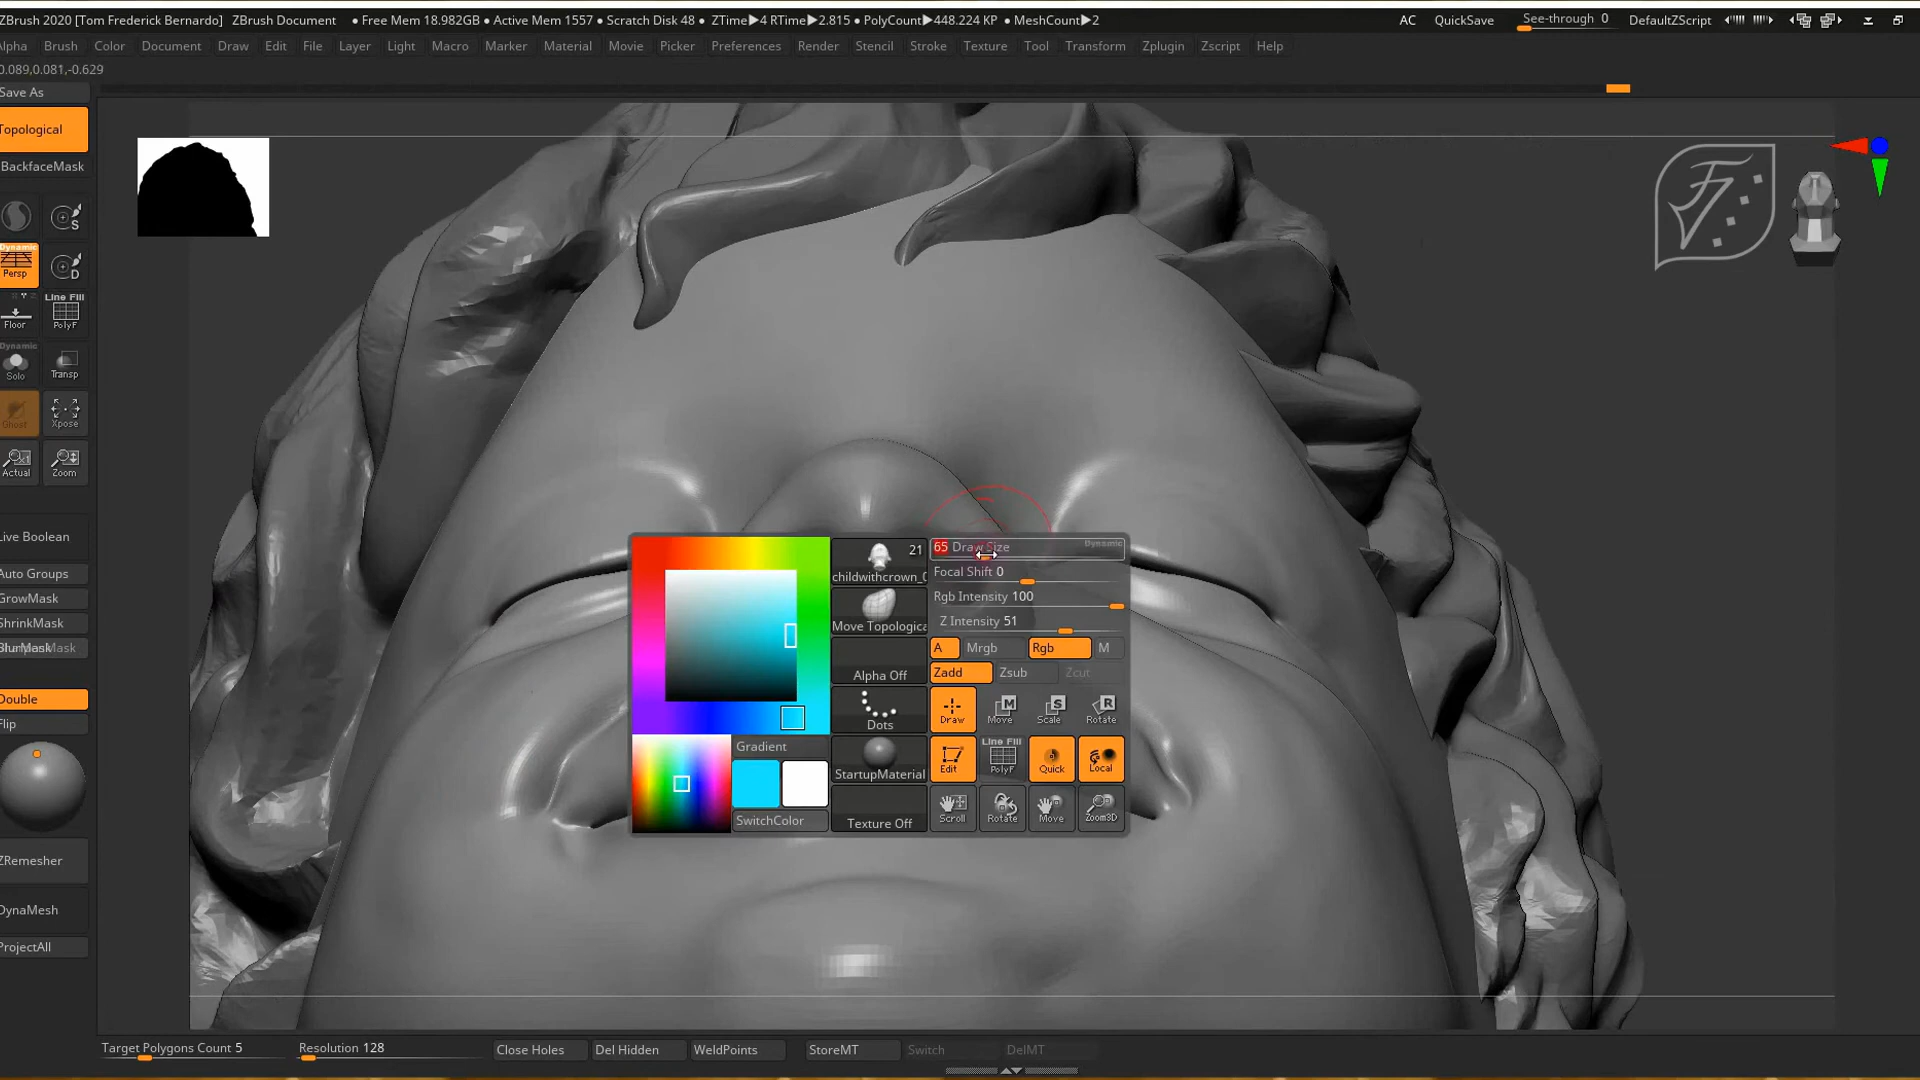 ZBrush 2020 [Tom Frederick Bernardo] ZBrush Document • Free Mem 18.982GB • Active Mem 1557 • Scratch Disk 48 • ZTime▶4 RTime▶2.815 • PolyCount▶448.224 KP • MeshCount▶2 AC QuickSave See-through 0 DefaultZScript
Alpha Brush Color Document Draw Edit File Layer Light Macro Marker Material Movie Picker Preferences Render Stencil Stroke Texture Tool Transform Zplugin Zscript Help
0.089,0.081,-0.629
Save As
Topological
BackfaceMask
S
Dynamic
Persp
D
Floor
Line Fill
PolyF
Dynamic
Solo
Transp
Ghost
Xpose
Actual
Zoom
Live Boolean
Auto Groups
GrowMask
ShrinkMask
BlurMask
Double
Flip
ZRemesher
DynaMesh
ProjectAll
Gradient
SwitchColor
21
childwithcrown_0
Move Topologica
Alpha Off
Dots
StartupMaterial
Texture Off
65 Draw Size Dynamic
Focal Shift 0
Rgb Intensity 100
Z Intensity 51
A Mrgb Rgb M
Zadd Zsub Zcut
Draw Move Scale Rotate
Line Fill
Edit PolyF Quick Local
Scroll Rotate Move Zoom3D
Target Polygons Count 5 Resolution 128 Close Holes Del Hidden WeldPoints StoreMT Switch DelMT